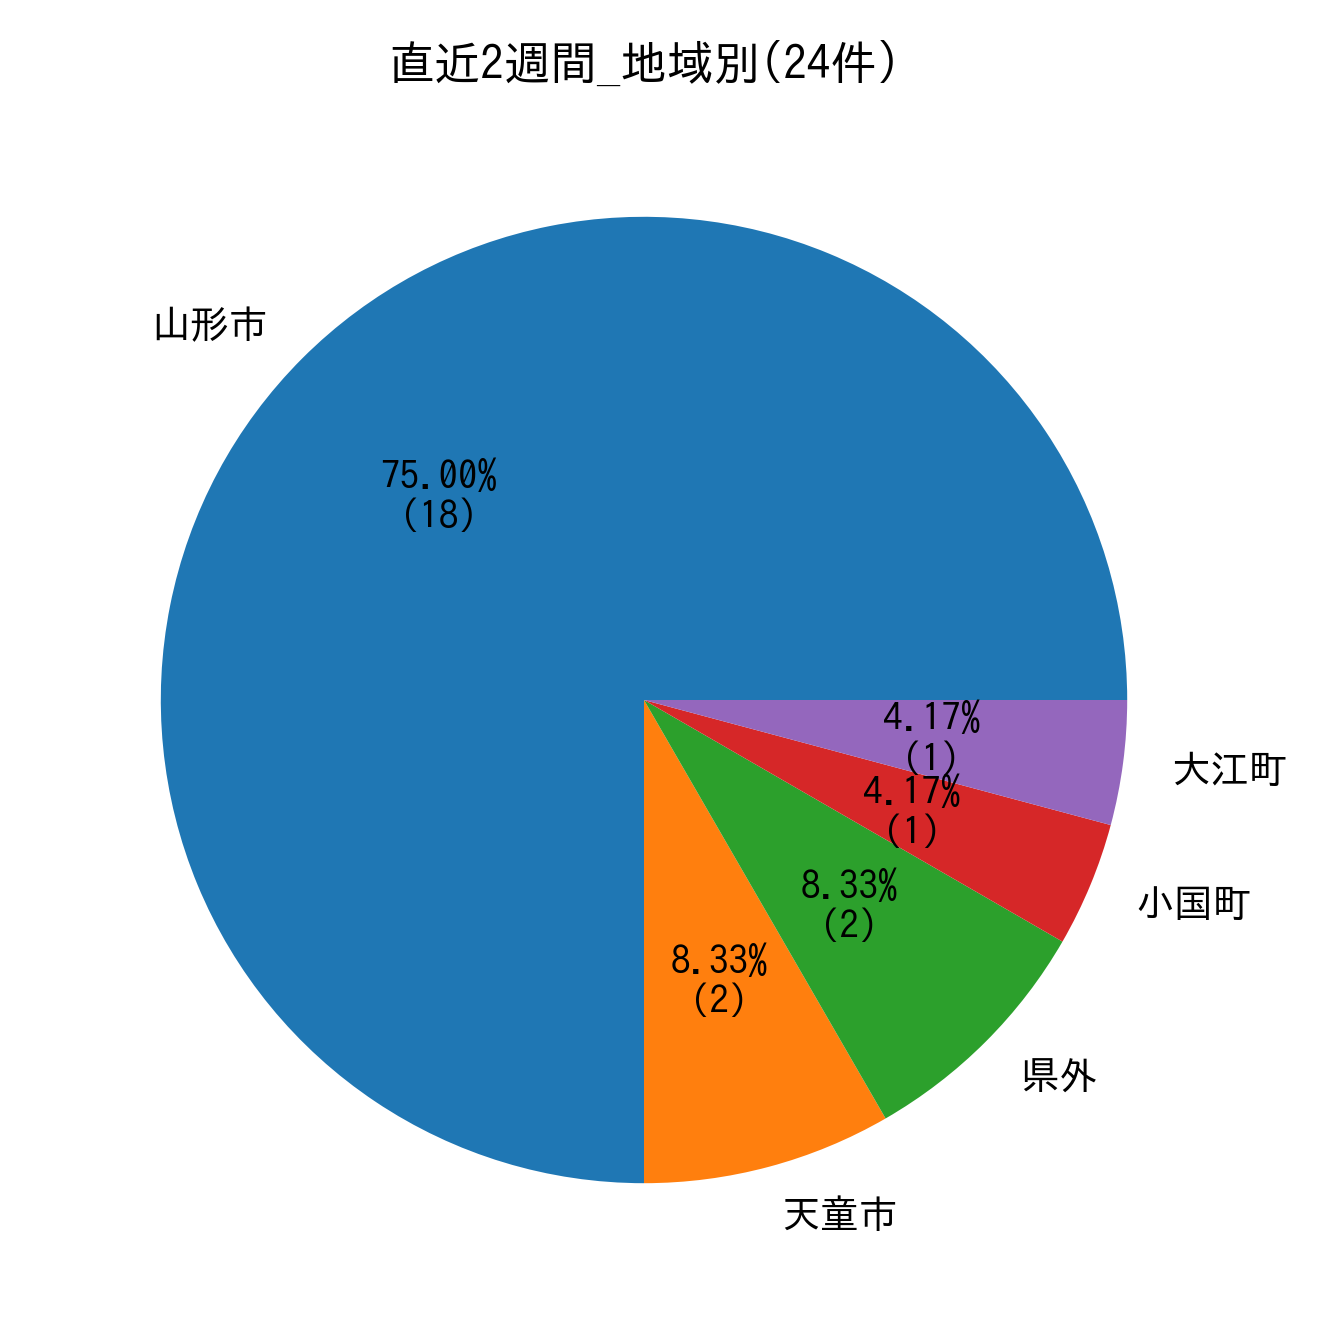 直近2週間_地域別(24件)
山形市
75.00%
(18)
4.17%
(1)
大江町
4.17%
(1)
小国町
8.33%
(2)
県外
8.33%
(2)
天童市